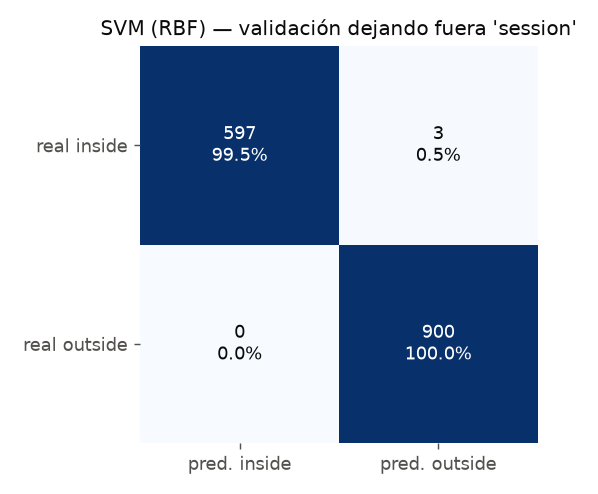 SVM (RBF) — validación dejando fuera 'session'
real inside
597
99.5%
3
0.5%
real outside
0
0.0%
900
100.0%
pred. inside
pred. outside